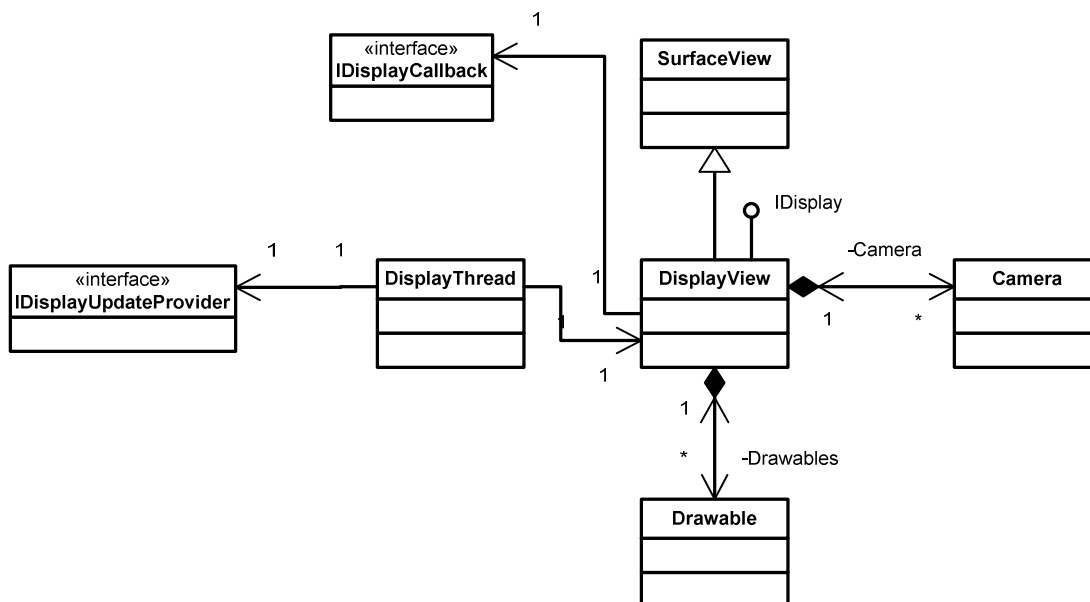 1
«interface»
IDisplayCallback
SurfaceView
IDisplay
-Camera
1
1
«interface»
IDisplayUpdateProvider
DisplayThread
1
DisplayView
Camera
1
1
*
1
1
*
-Drawables
Drawable